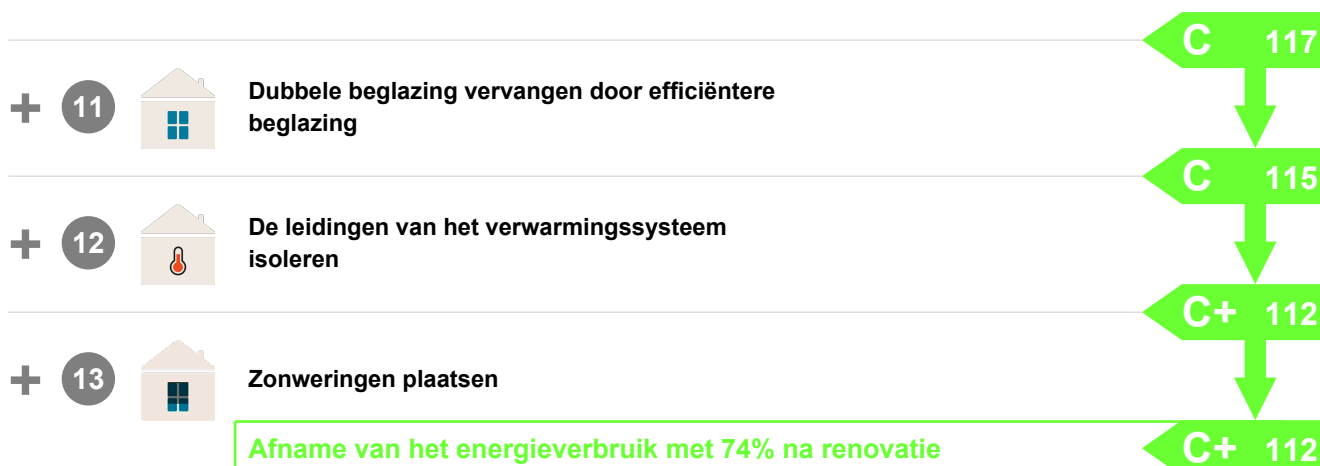 C 117
+ 11 Dubbele beglazing vervangen door efficiëntere
beglazing
C 115
+ 12 De leidingen van het verwarmingssysteem
isoleren
C+ 112
+ 13 Zonweringen plaatsen
Afname van het energieverbruik met 74% na renovatie C+ 112